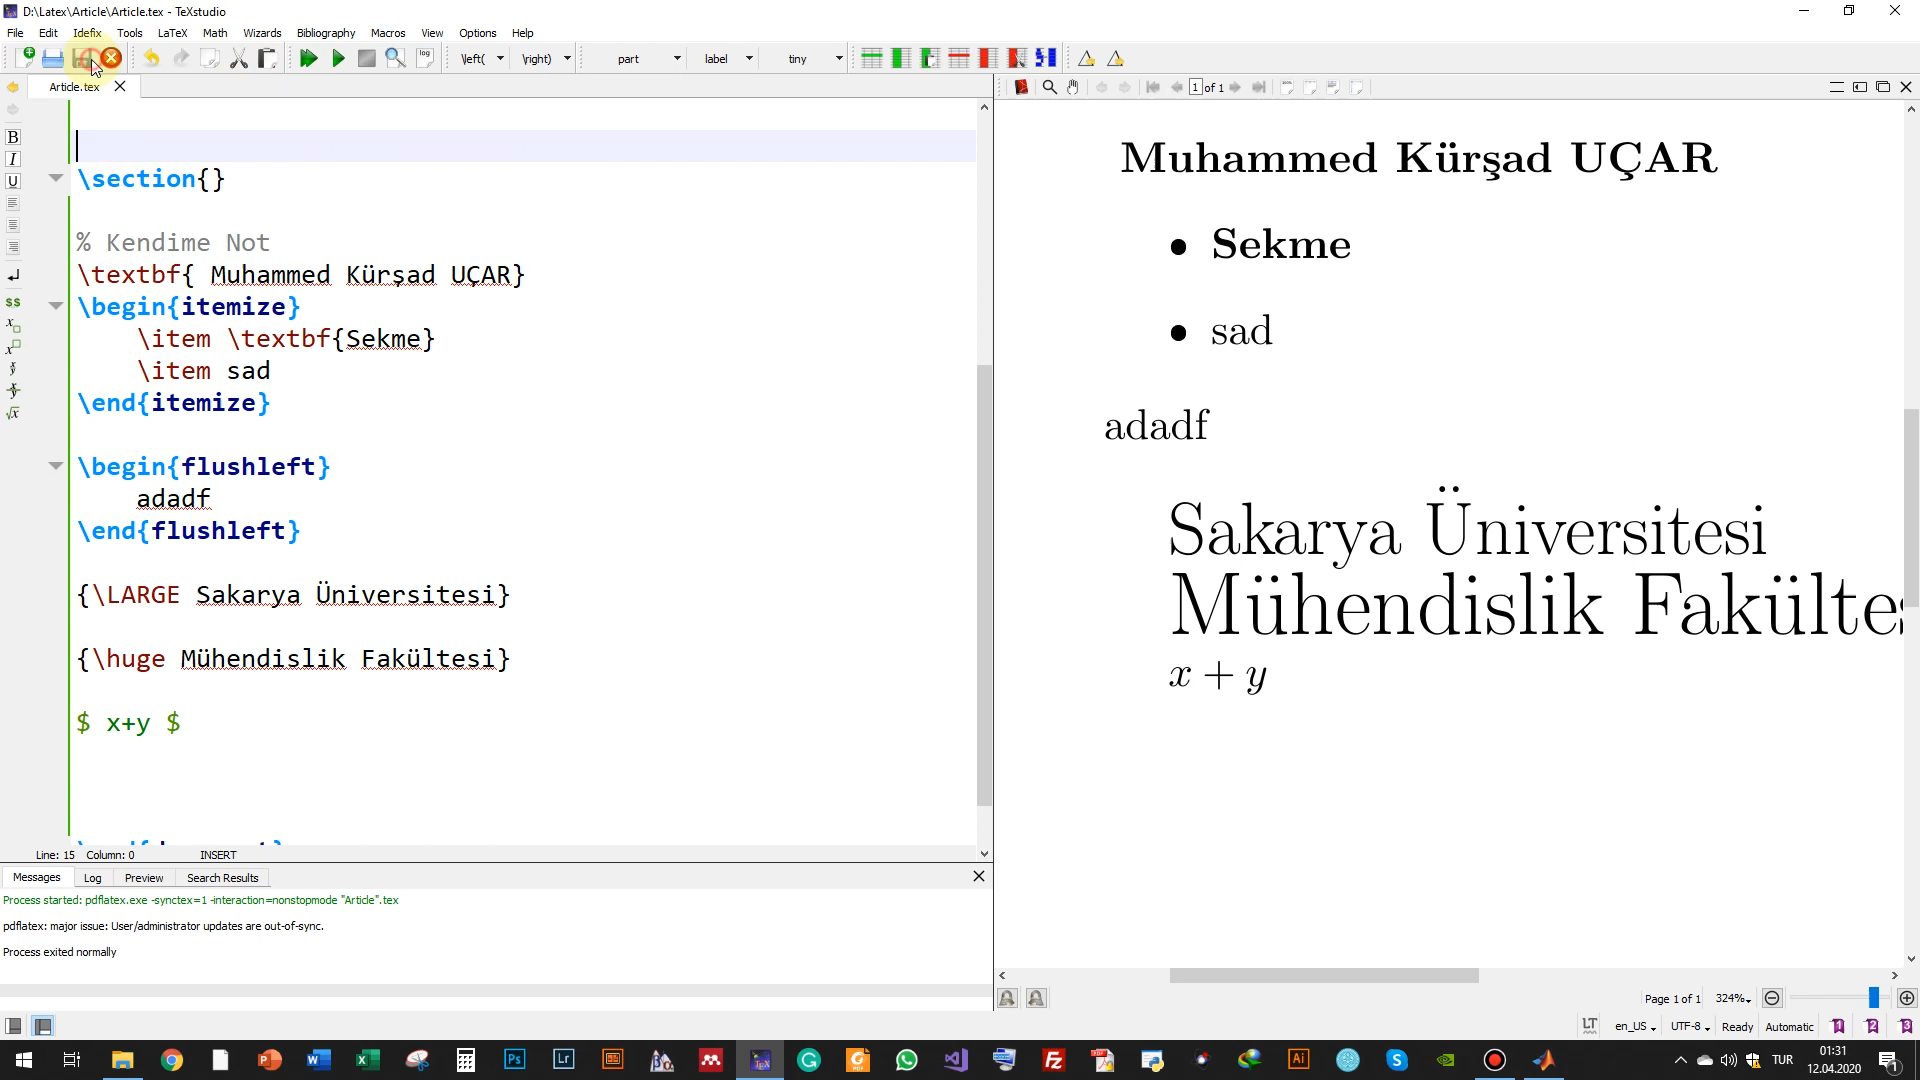 D:\Latex\Article\Article.tex - TeXstudio
File Edit Idefix Tools LaTeX Math Wizards Bibliography Macros View Options Help
\left( \right) part label tiny
Article.tex
1 of 1
\section{}
% Kendime Not
\textbf{ Muhammed Kürşad UÇAR}
\begin{itemize}
\item \textbf{Sekme}
\item sad
\end{itemize}
\begin{flushleft}
adadf
\end{flushleft}
{\LARGE Sakarya Üniversitesi}
{\huge Mühendislik Fakültesi}
$ x+y $
Line: 15 Column: 0 INSERT
Messages Log Preview Search Results
Process started: pdflatex.exe -synctex=1 -interaction=nonstopmode "Article".tex
pdflatex: major issue: User/administrator updates are out-of-sync.
Process exited normally
Muhammed Kürşad UÇAR
• Sekme
• sad
adadf
Sakarya Üniversitesi
Mühendislik Fakültes
x + y
Page 1 of 1 324%
LT en_US UTF-8 Ready Automatic 1 2 3
TUR 01:31
12.04.2020